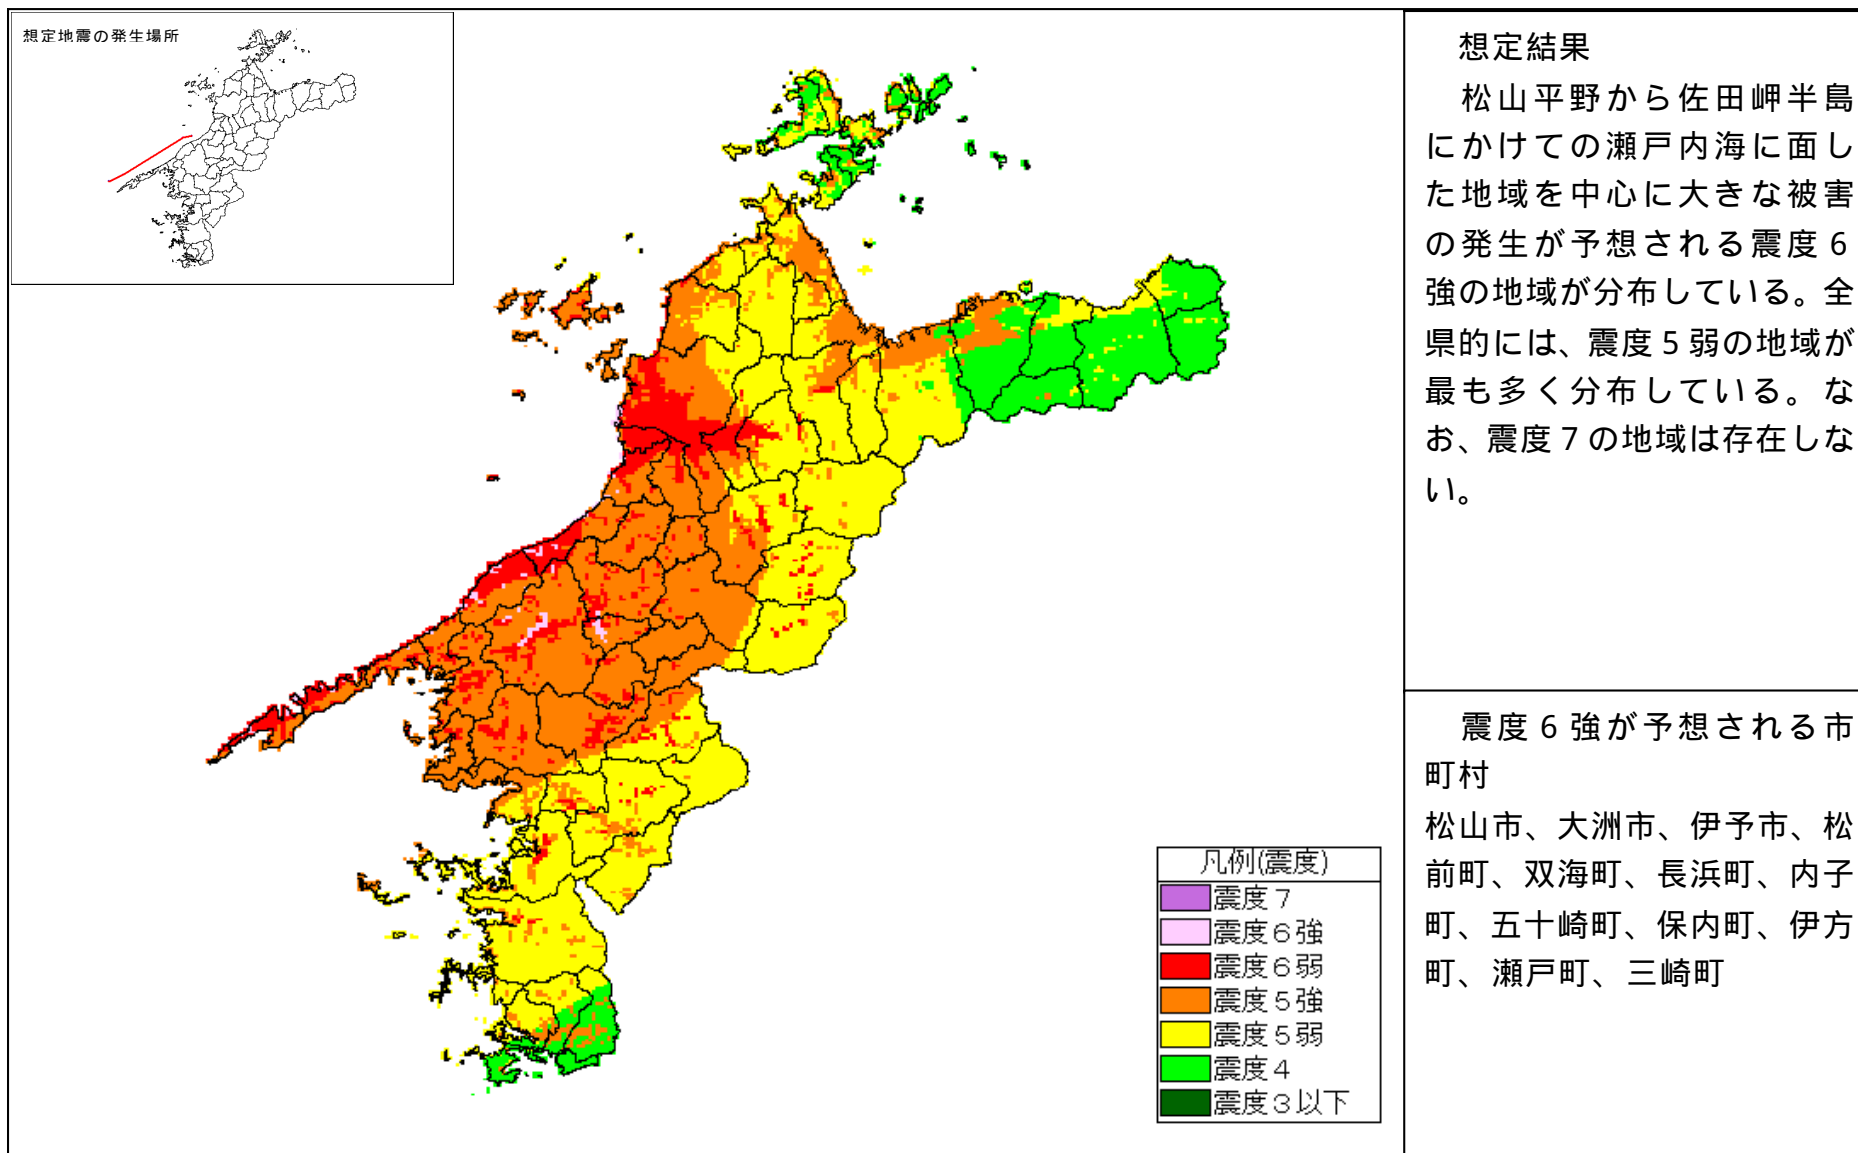 想定地震の発生場所
想定結果
松山平野から佐田岬半島
にかけての瀬戸内海に面し
た地域を中心に大きな被害
の発生が予想される震度６
強の地域が分布している。全
県的には、震度５弱の地域が
最も多く分布している。な
お、震度７の地域は存在しな
い。
震度６強が予想される市
町村
松山市、大洲市、伊予市、松
前町、双海町、長浜町、内子
町、五十崎町、保内町、伊方
町、瀬戸町、三崎町
凡例(震度)
震度７
震度６強
震度６弱
震度５強
震度５弱
震度４
震度３以下